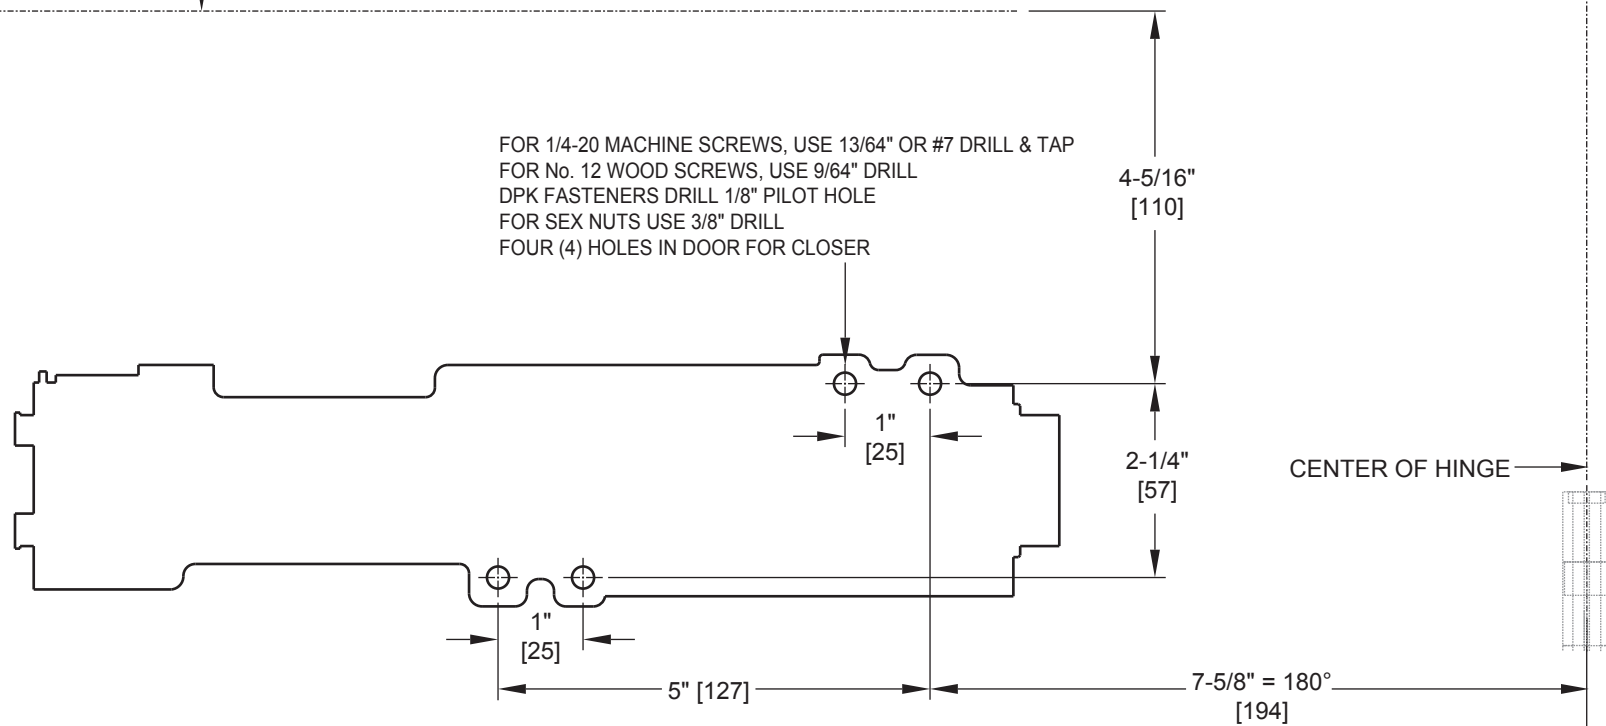 FOR 1/4-20 MACHINE SCREWS, USE 13/64" OR #7 DRILL & TAP
FOR No. 12 WOOD SCREWS, USE 9/64" DRILL
DPK FASTENERS DRILL 1/8" PILOT HOLE
FOR SEX NUTS USE 3/8" DRILL
FOUR (4) HOLES IN DOOR FOR CLOSER
4-5/16"
[110]
1"
[25]
2-1/4"
[57]
CENTER OF HINGE
1"
[25]
5" [127]
7-5/8" = 180°
[194]